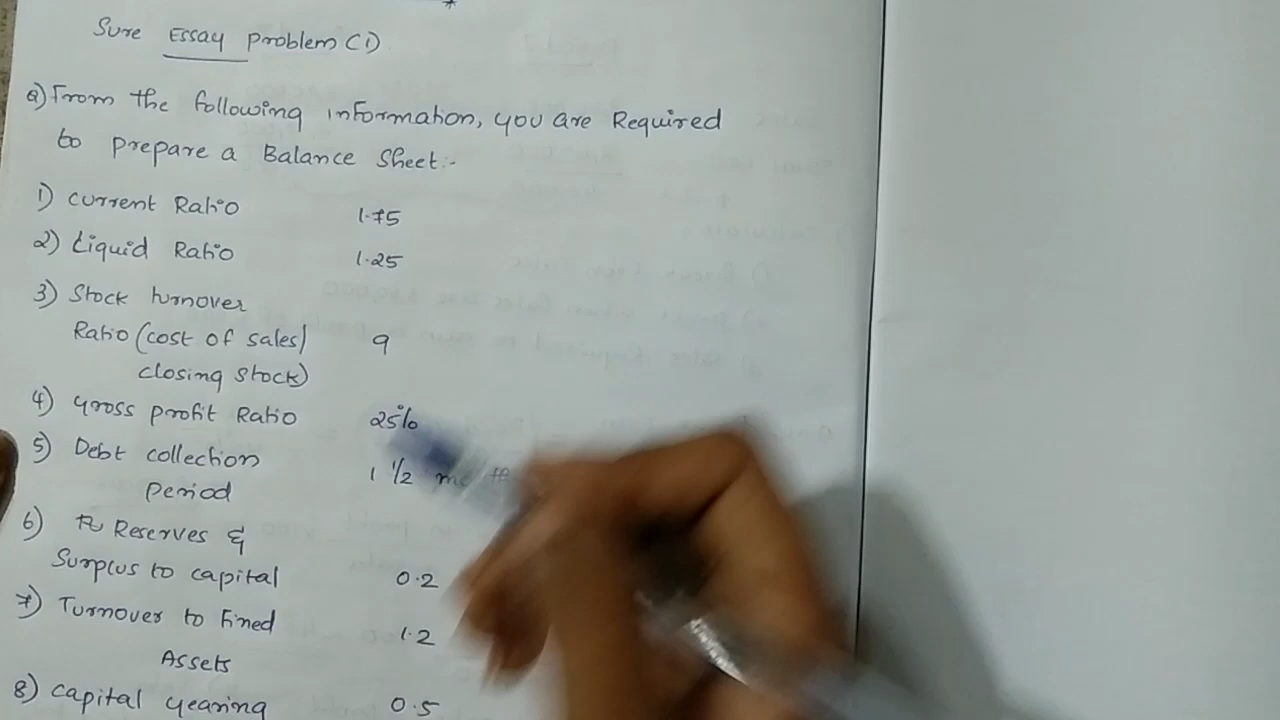 Sure Essay problem (1)
Q) From the following information, you are Required
to prepare a Balance Sheet:-
1) Current Ratio 1.75
2) Liquid Ratio 1.25
3) Stock turnover
Ratio (cost of sales/ 9
closing stock)
4) Gross profit Ratio 25%
5) Debt collection
period 1 1/2
6) Reserves &
Surplus to capital 0.2
7) Turnover to Fixed
Assets 1.2
8) Capital gearing 0.5